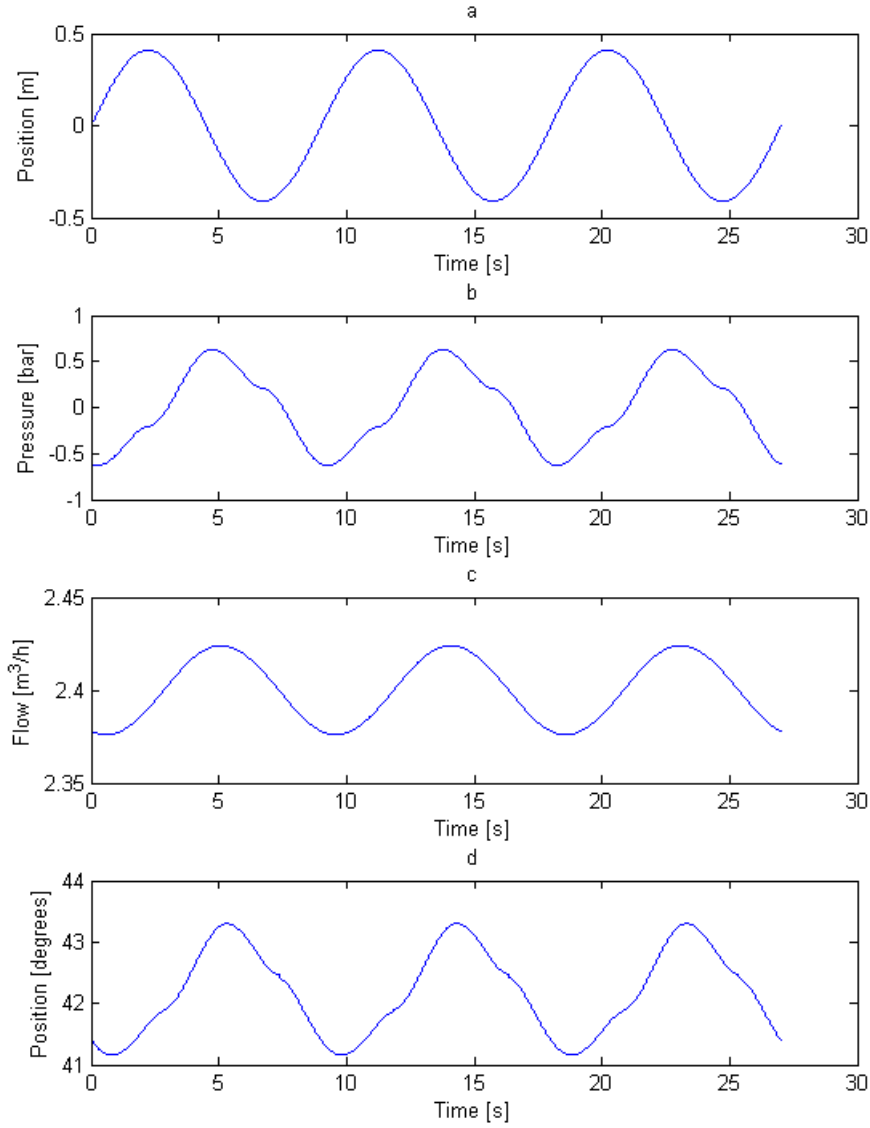 a
0.5
0
-0.5
Position [m]
0 5 10 15 20 25 30
Time [s]
b
1
0.5
0
-0.5
-1
Pressure [bar]
0 5 10 15 20 25 30
Time [s]
c
2.45
2.4
2.35
Flow [m³/h]
0 5 10 15 20 25 30
Time [s]
d
44
43
42
41
Position [degrees]
0 5 10 15 20 25 30
Time [s]